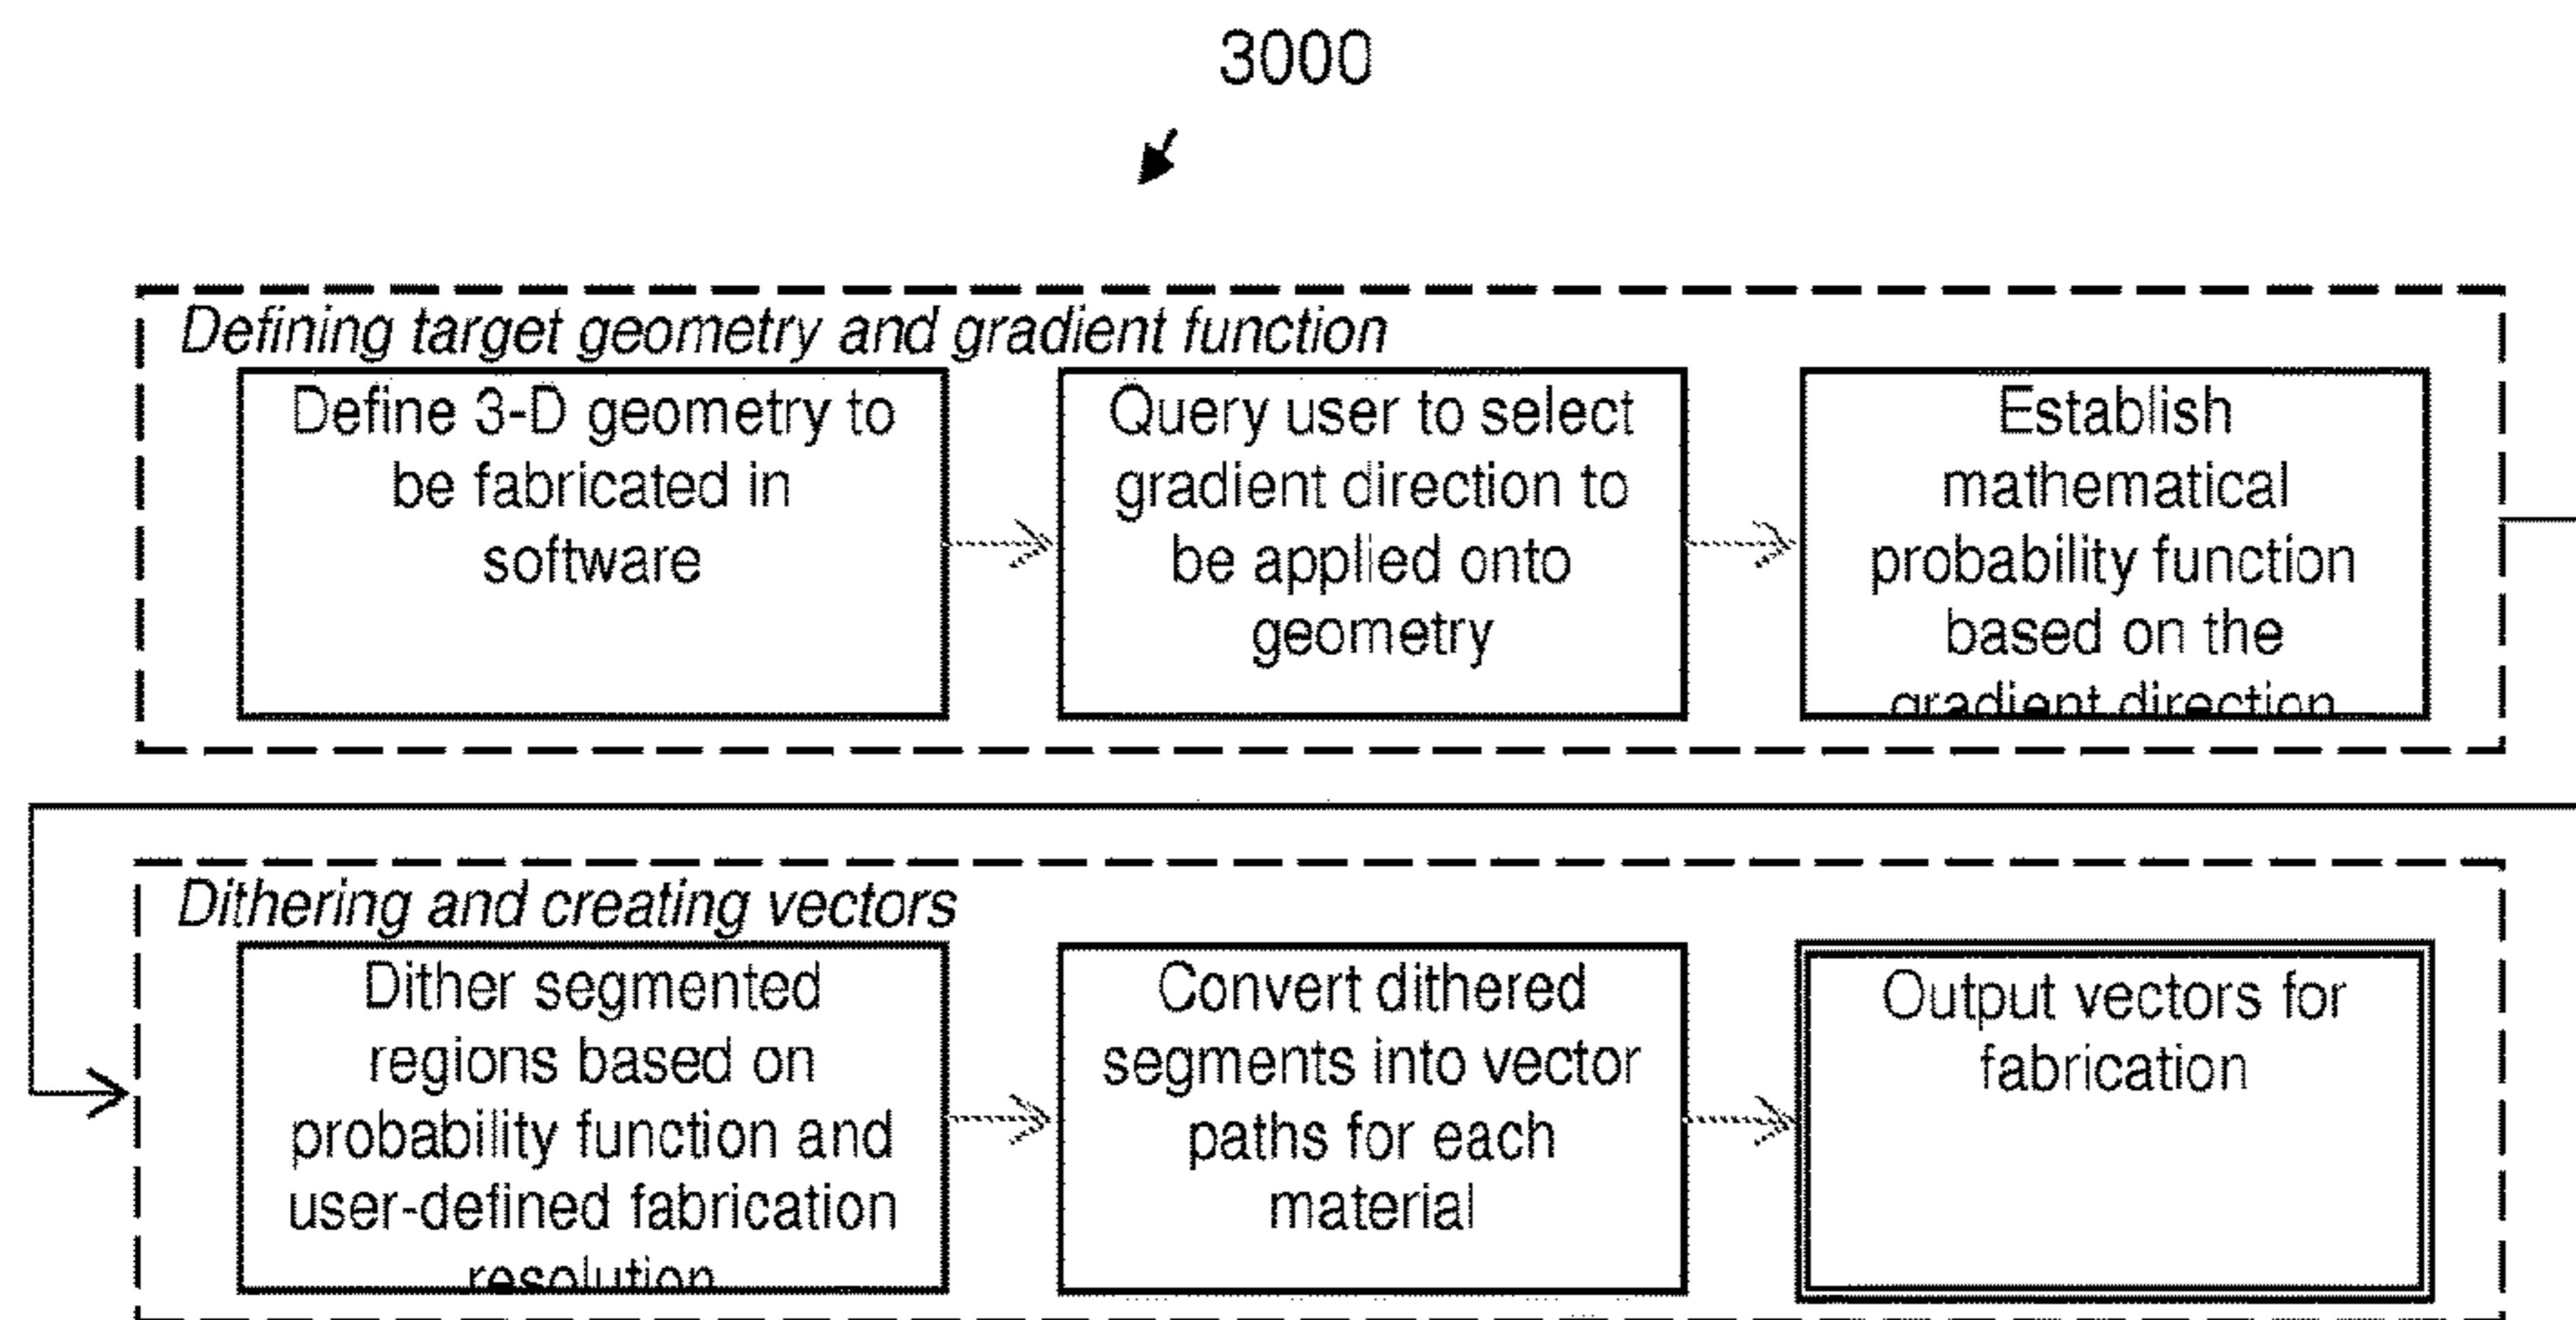 3000
Defining target geometry and gradient function
Define 3-D geometry to
be fabricated in
software
Query user to select
gradient direction to
be applied onto
geometry
Establish
mathematical
probability function
based on the
gradient direction
Dithering and creating vectors
Dither segmented
regions based on
probability function and
user-defined fabrication
resolution
Convert dithered
segments into vector
paths for each
material
Output vectors for
fabrication